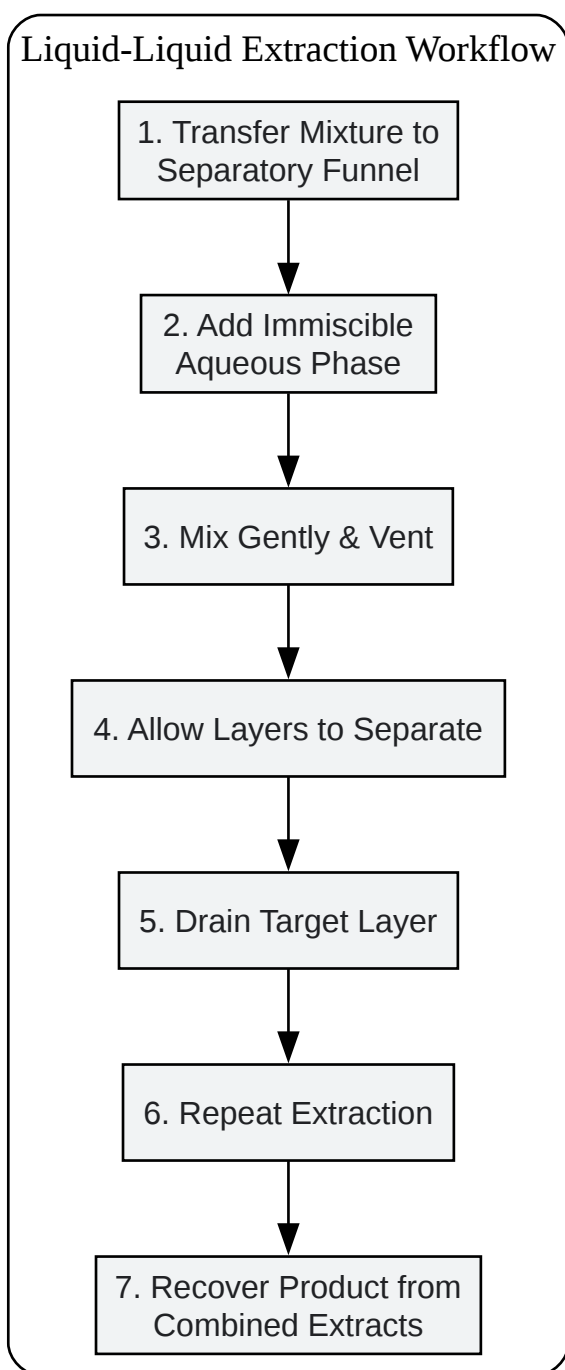 Liquid-Liquid Extraction Workflow
1. Transfer Mixture to
Separatory Funnel
2. Add Immiscible
Aqueous Phase
3. Mix Gently & Vent
4. Allow Layers to Separate
5. Drain Target Layer
6. Repeat Extraction
7. Recover Product from
Combined Extracts